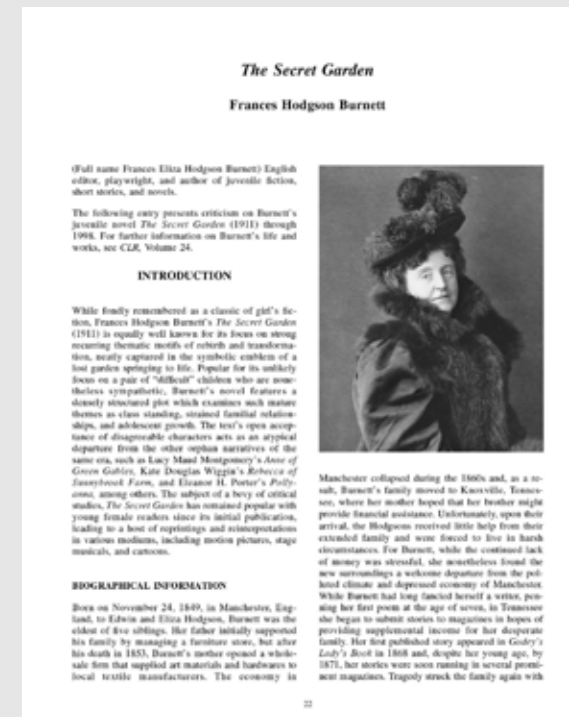 The Secret Garden
Frances Hodgson Burnett
(Full name Frances Eliza Hodgson Burnett) English
editor, playwright, and author of juvenile fiction,
short stories, and novels.
The following entry presents criticism on Burnett's
juvenile novel The Secret Garden (1911) through
1998. For further information on Burnett's life and
works, see CLR, Volume 24.
INTRODUCTION
While fondly remembered as a classic of girl's fic-
tion, Frances Hodgson Burnett's The Secret Garden
(1911) is equally well known for its focus on strong
recurring thematic motifs of rebirth and transforma-
tion, neatly captured in the symbolic emblem of a
lost garden springing to life. Popular for its unlikely
focus on a pair of "difficult" children who are none-
theless sympathetic, Burnett's novel features a
densely structured plot which examines such mature
themes as class standing, strained familial relation-
ships, and adolescent growth. The text's open accep-
tance of disagreeable characters acts as an atypical
departure from the other orphan narratives of the
same era, such as Lucy Maud Montgomery's Anne of
Green Gables, Kate Douglas Wiggin's Rebecca of
Sunnybrook Farm, and Eleanor H. Porter's Polly-
anna, among others. The subject of a bevy of critical
studies, The Secret Garden has remained popular with
young female readers since its initial publication,
leading to a host of reprintings and reinterpretations
in various mediums, including motion pictures, stage
musicals, and cartoons.
BIOGRAPHICAL INFORMATION
Born on November 24, 1849, in Manchester, Eng-
land, to Edwin and Eliza Hodgson, Burnett was the
eldest of five siblings. Her father initially supported
his family by managing a furniture store, but after
his death in 1853, Burnett's mother opened a whole-
sale firm that supplied art materials and hardwares to
local textile manufacturers. The economy in
Manchester collapsed during the 1860s and, as a re-
sult, Burnett's family moved to Knoxville, Tennes-
see, where her mother hoped that her brother might
provide financial assistance. Unfortunately, upon their
arrival, the Hodgsons received little help from their
extended family and were forced to live in harsh
circumstances. For Burnett, while the continued lack
of money was stressful, she nonetheless found the
new surroundings a welcome departure from the pol-
luted climate and depressed economy of Manchester.
While Burnett had long fancied herself a writer, pen-
ning her first poem at the age of seven, in Tennessee
she began to submit stories to magazines in hopes of
providing supplemental income for her desperate
family. Her first published story appeared in Godey's
Lady's Book in 1868 and, despite her young age, by
1871, her stories were soon running in several promi-
nent magazines. Tragedy struck the family again with
22